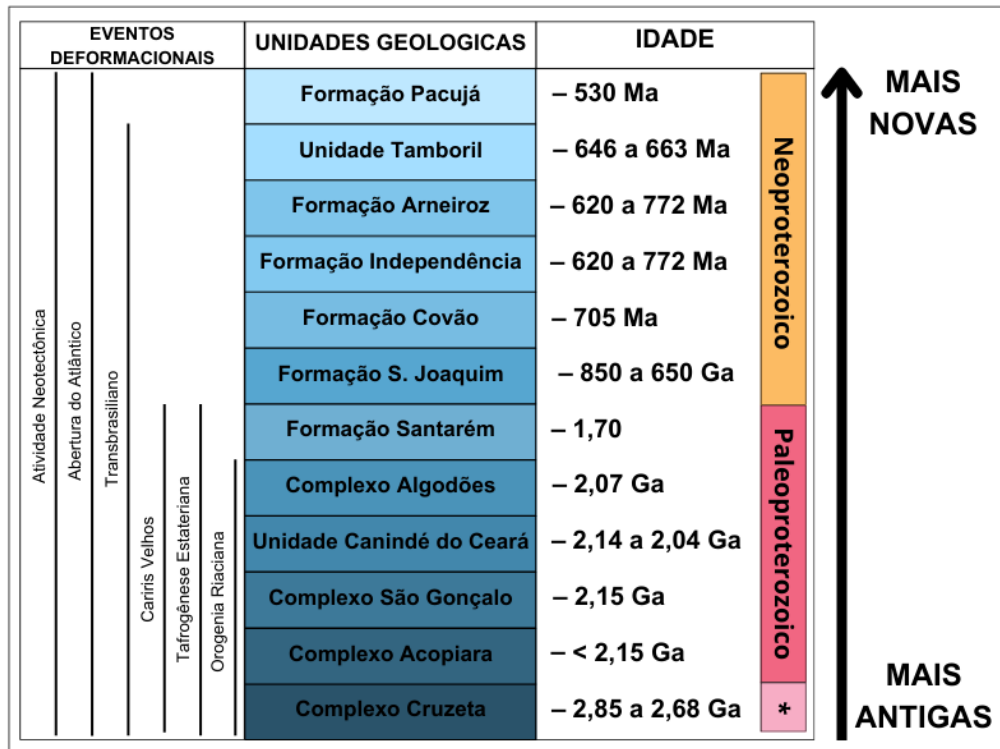 EVENTOS
DEFORMACIONAIS
UNIDADES GEOLOGICAS
IDADE
Formação Pacujá
– 530 Ma
Unidade Tamboril
– 646 a 663 Ma
Formação Arneiroz
– 620 a 772 Ma
Formação Independência
– 620 a 772 Ma
Formação Covão
– 705 Ma
Formação S. Joaquim
– 850 a 650 Ga
Formação Santarém
– 1,70
Complexo Algodões
– 2,07 Ga
Unidade Canindé do Ceará
– 2,14 a 2,04 Ga
Complexo São Gonçalo
– 2,15 Ga
Complexo Acopiara
– < 2,15 Ga
Complexo Cruzeta
– 2,85 a 2,68 Ga
Atividade Neotectônica
Abertura do Atlântico
Transbrasiliano
Cariris Velhos
Tafrogênese Estateriana
Orogenia Riaciana
Neoproterozoico
Paleoproterozoico
*
MAIS
NOVAS
MAIS
ANTIGAS